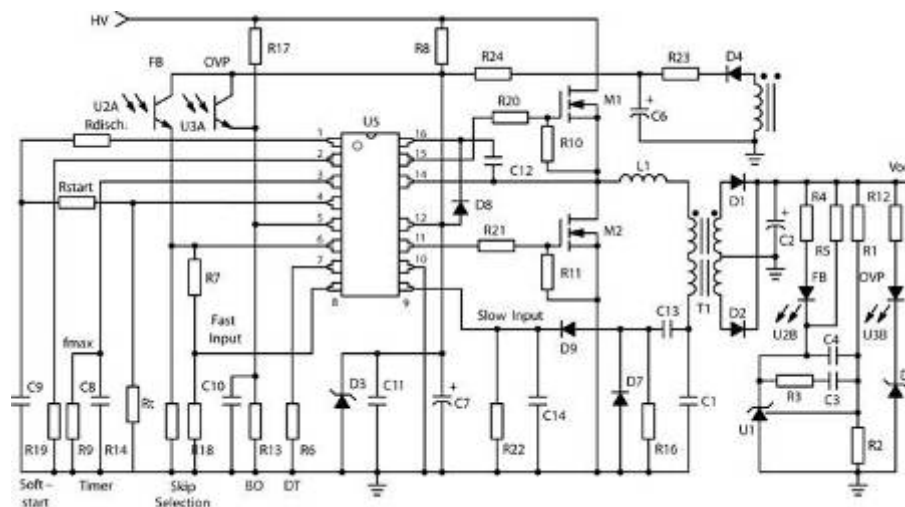 HV
R17
R8
R24
R23
D4
FB
OVP
M1
U2A
U3A
U5
R20
C6
Rdisch.
1
16
R10
2
15
C12
L1
3
14
Rstart
4
D8
D1
Vo
R4
R12
5
12
M2
C2
R5
R1
6
11
R21
7
10
R7
R11
FB
OVP
8
9
T1
Fast
Input
Slow Input
C13
D2
U2B
U3B
fmax
D9
C4
C9
C8
Rt
C10
D3
C11
C7
C14
D7
C1
R3
C3
D
U1
R19
R9
R14
R18
R13
R6
R22
R16
R2
Soft-
start
Timer
Skip
Selection
BO
DT